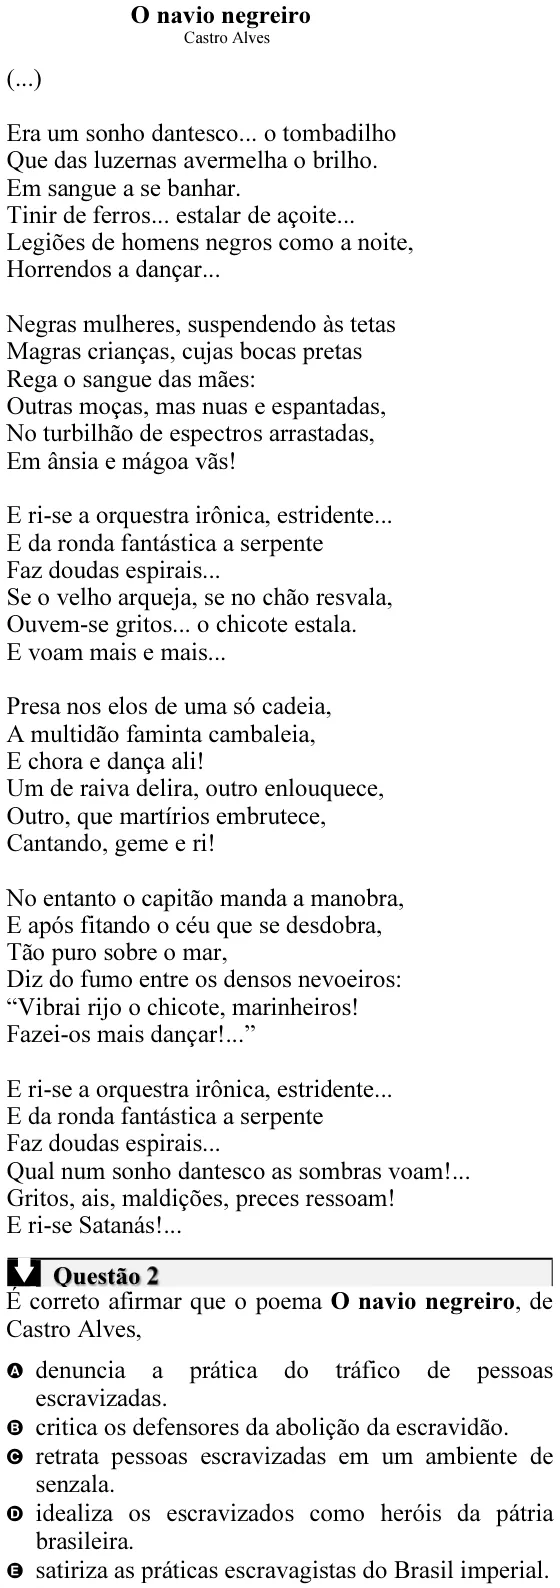 O navio negreiro
Castro Alves
(...)
Era um sonho dantesco... o tombadilho
Que das luzernas avermelha o brilho.
Em sangue a se banhar.
Tinir de ferros... estalar de açoite...
Legiões de homens negros como a noite,
Horrendos a dançar...
Negras mulheres, suspendendo às tetas
Magras crianças, cujas bocas pretas
Rega o sangue das mães:
Outras moças, mas nuas e espantadas,
No turbilhão de espectros arrastadas,
Em ânsia e mágoa vãs!
E ri-se a orquestra irônica, estridente...
E da ronda fantástica a serpente
Faz doudas espirais...
Se o velho arqueja, se no chão resvala,
Ouvem-se gritos... o chicote estala.
E voam mais e mais...
Presa nos elos de uma só cadeia,
A multidão faminta cambaleia,
E chora e dança ali!
Um de raiva delira, outro enlouquece,
Outro, que martírios embrutece,
Cantando, geme e ri!
No entanto o capitão manda a manobra,
E após fitando o céu que se desdobra,
Tão puro sobre o mar,
Diz do fumo entre os densos nevoeiros:
“Vibrai rijo o chicote, marinheiros!
Fazei-os mais dançar!...”
E ri-se a orquestra irônica, estridente...
E da ronda fantástica a serpente
Faz doudas espirais...
Qual num sonho dantesco as sombras voam!...
Gritos, ais, maldições, preces ressoam!
E ri-se Satanás!...
Questão 2
É correto afirmar que o poema O navio negreiro, de
Castro Alves,
A denuncia a prática do tráfico de pessoas
escravizadas.
B critica os defensores da abolição da escravidão.
C retrata pessoas escravizadas em um ambiente de
senzala.
D idealiza os escravizados como heróis da pátria
brasileira.
E satiriza as práticas escravagistas do Brasil imperial.